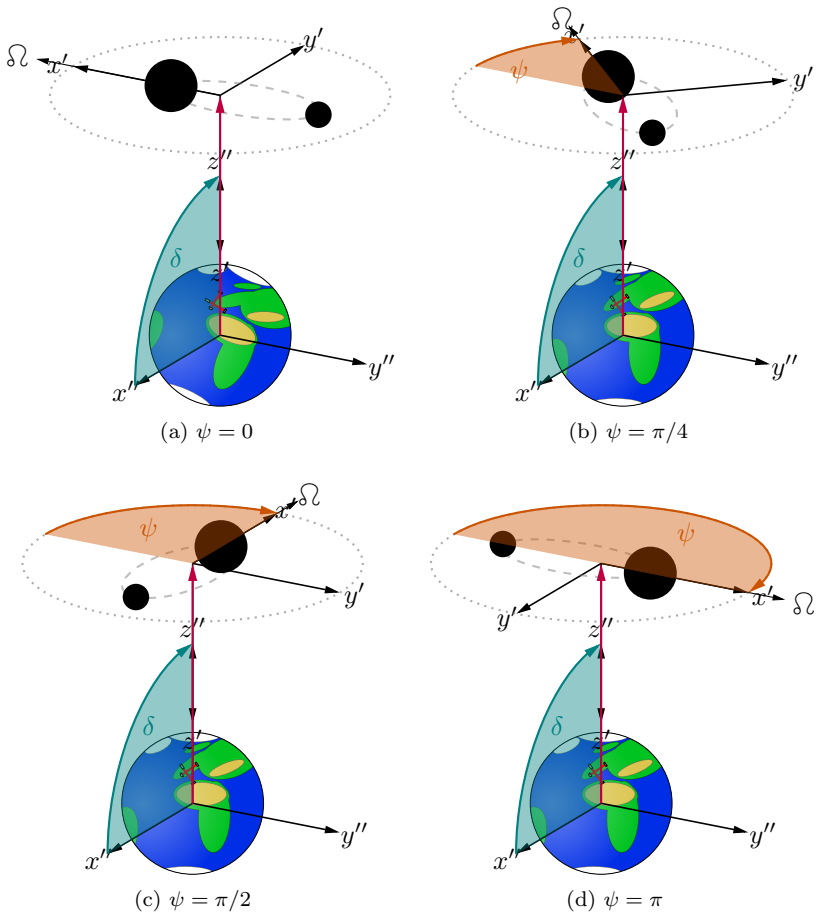 ☊ x′ y′
z″
δ
z′
x″ y″
(a) ψ = 0
☊ x′ ψ y′
z″
δ
z′
x″ y″
(b) ψ = π/4
ψ x′ ☊
y′
z″
δ
z′
x″ y″
(c) ψ = π/2
ψ
y′ x′ ☊
z″
δ
z′
x″ y″
(d) ψ = π